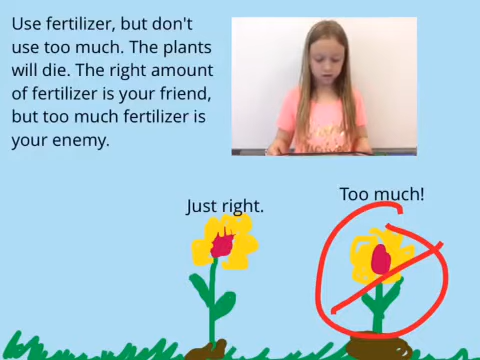 Use fertilizer, but don't
use too much. The plants
will die. The right amount
of fertilizer is your friend,
but too much fertilizer is
your enemy.
Too much!
Just right.